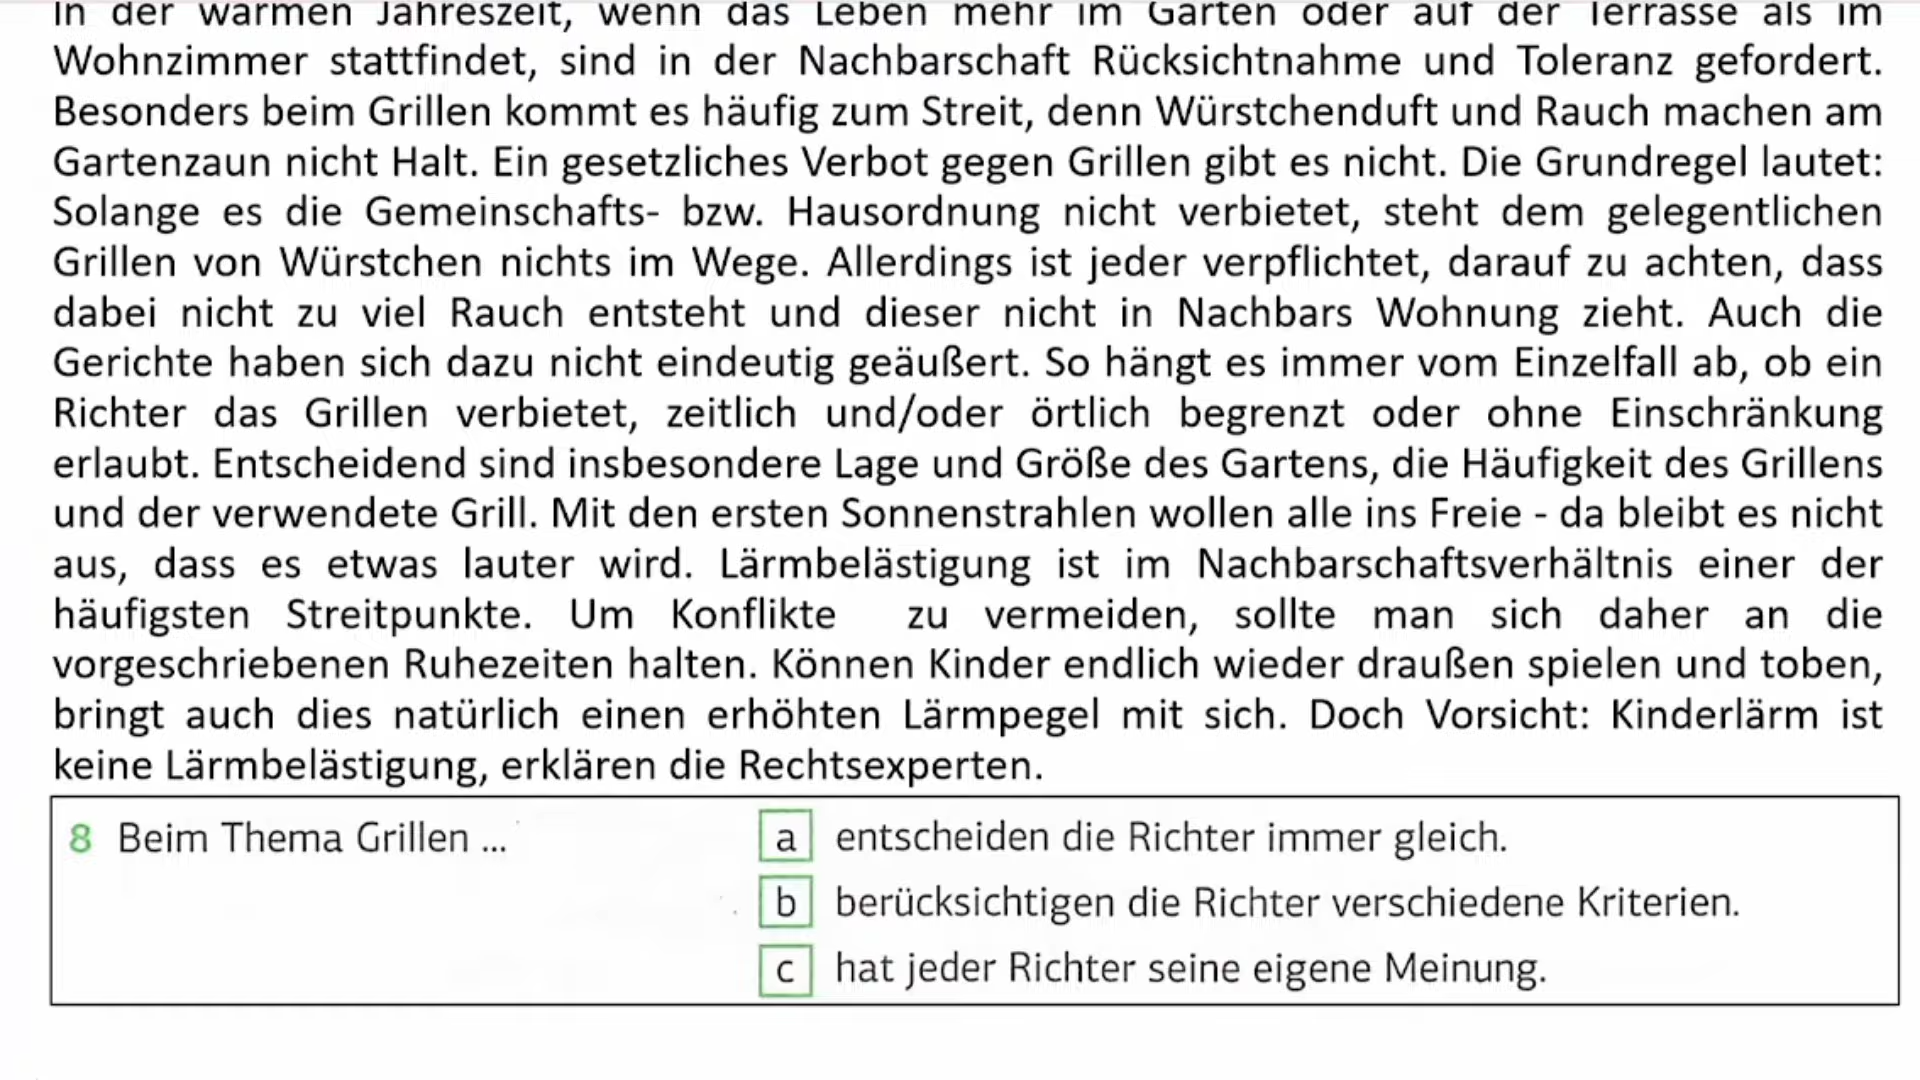 In der warmen Jahreszeit, wenn das Leben mehr im Garten oder auf der Terrasse als im
Wohnzimmer stattfindet, sind in der Nachbarschaft Rücksichtnahme und Toleranz gefordert.
Besonders beim Grillen kommt es häufig zum Streit, denn Würstchenduft und Rauch machen am
Gartenzaun nicht Halt. Ein gesetzliches Verbot gegen Grillen gibt es nicht. Die Grundregel lautet:
Solange es die Gemeinschafts- bzw. Hausordnung nicht verbietet, steht dem gelegentlichen
Grillen von Würstchen nichts im Wege. Allerdings ist jeder verpflichtet, darauf zu achten, dass
dabei nicht zu viel Rauch entsteht und dieser nicht in Nachbars Wohnung zieht. Auch die
Gerichte haben sich dazu nicht eindeutig geäußert. So hängt es immer vom Einzelfall ab, ob ein
Richter das Grillen verbietet, zeitlich und/oder örtlich begrenzt oder ohne Einschränkung
erlaubt. Entscheidend sind insbesondere Lage und Größe des Gartens, die Häufigkeit des Grillens
und der verwendete Grill. Mit den ersten Sonnenstrahlen wollen alle ins Freie - da bleibt es nicht
aus, dass es etwas lauter wird. Lärmbelästigung ist im Nachbarschaftsverhältnis einer der
häufigsten Streitpunkte. Um Konflikte zu vermeiden, sollte man sich daher an die
vorgeschriebenen Ruhezeiten halten. Können Kinder endlich wieder draußen spielen und toben,
bringt auch dies natürlich einen erhöhten Lärmpegel mit sich. Doch Vorsicht: Kinderlärm ist
keine Lärmbelästigung, erklären die Rechtsexperten.
8 Beim Thema Grillen ...
a entscheiden die Richter immer gleich.
b berücksichtigen die Richter verschiedene Kriterien.
c hat jeder Richter seine eigene Meinung.